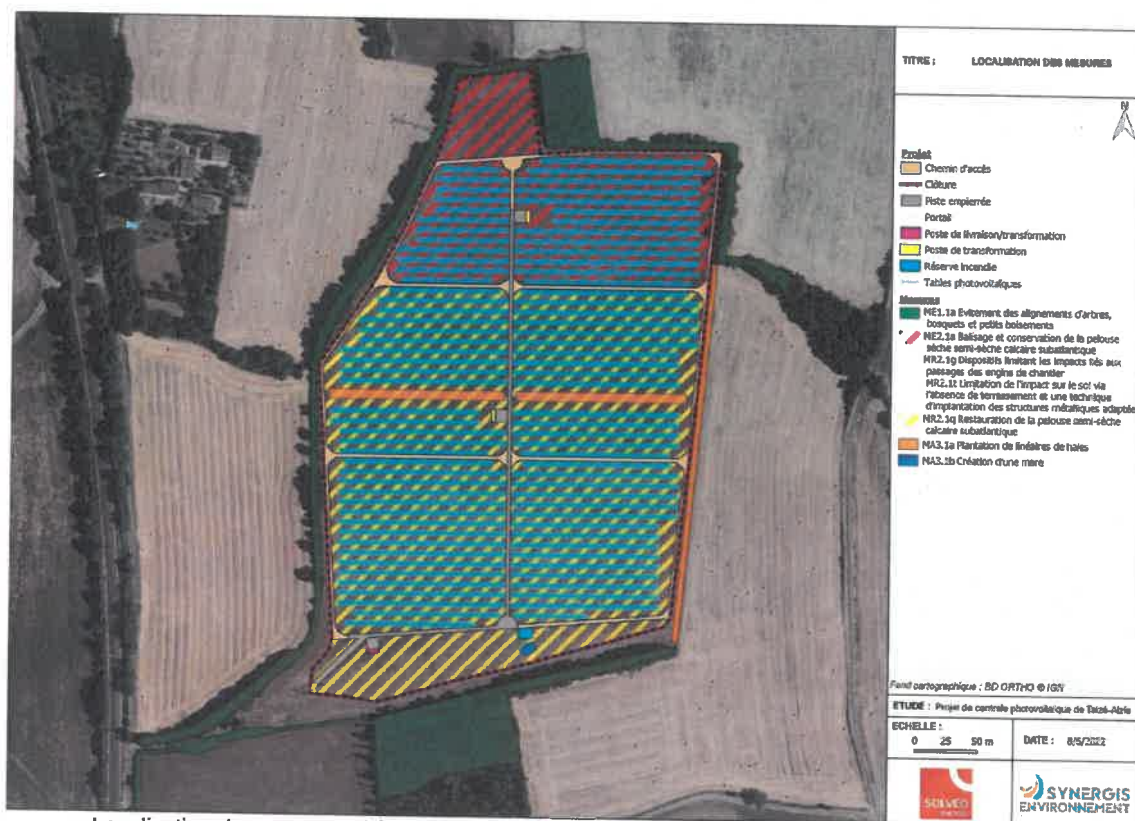 TITRE : LOCALISATION DES MESURES
N
Projet
Chemin d'accès
Clôture
Piste empierrée
Portail
Poste de livraison/transformation
Poste de transformation
Réserve incendie
Tables photovoltaïques
Mesures
ME1.1a Evitement des alignements d'arbres,
bosquets et petits boisements
ME2.1a Balisage et conservation de la pelouse
sèche semi-sèche calcaire subatlantique
MR2.1g Dispositifs limitant les impacts liés aux
passages des engins de chantier
MR2.1t Limitation de l'impact sur le sol via
l'absence de terrassement et une technique
d'implantation des structures métalliques adaptée
MR2.1q Restauration de la pelouse semi-sèche
calcaire subatlantique
MA3.1a Plantation de linéaires de haies
MA3.1b Création d'une mare
Fond cartographique : BD ORTHO © IGN
ETUDE : Projet de centrale photovoltaïque de Taizé-Aizie
ECHELLE :
0 25 50 m
DATE : 8/5/2022
SOLVEO
SYNERGIS
ENVIRONNEMENT